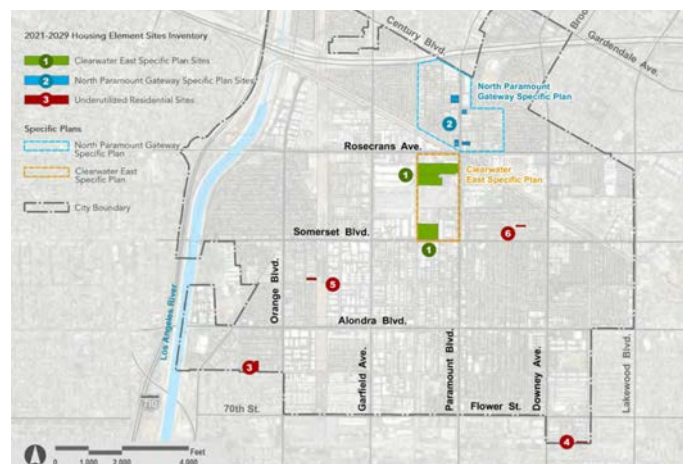 2021-2029 Housing Element Sites Inventory
1 Clearwater East Specific Plan Sites
2 North Paramount Gateway Specific Plan Sites
3 Underutilized Residential Sites
Specific Plans
North Paramount Gateway
Specific Plan
Clearwater East
Specific Plan
City Boundary
Century Blvd.
Gardendale Ave.
North Paramount
Gateway Specific Plan
2
Rosecrans Ave.
1
Clearwater
East Specific Plan
Somerset Blvd.
1
6
Los Angeles River
Orange Blvd.
5
Alondra Blvd.
3
70th St.
Garfield Ave.
Paramount Blvd.
Flower St.
Downey Ave.
Lakewood Blvd.
4
710
Feet
0 1,000 2,000 4,000